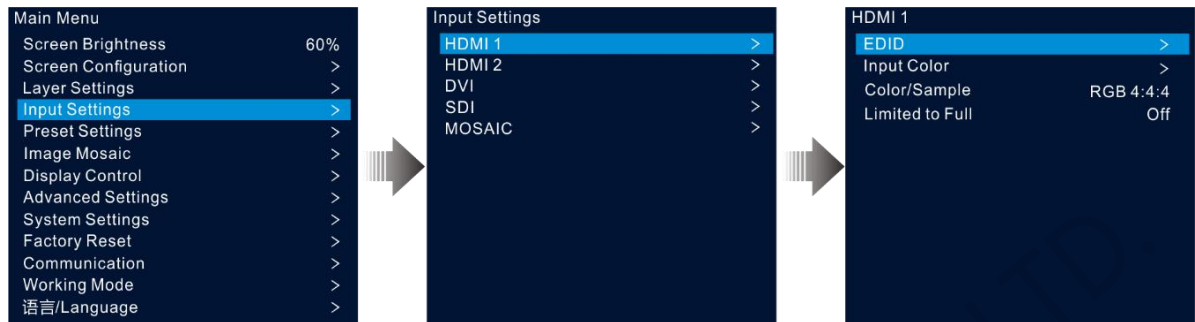 Main Menu
Screen Brightness 60%
Screen Configuration >
Layer Settings >
Input Settings >
Preset Settings >
Image Mosaic >
Display Control >
Advanced Settings >
System Settings >
Factory Reset >
Communication >
Working Mode >
语言/Language >
Input Settings
HDMI 1 >
HDMI 2 >
DVI >
SDI >
MOSAIC >
HDMI 1
EDID >
Input Color >
Color/Sample RGB 4:4:4
Limited to Full Off
LTD.